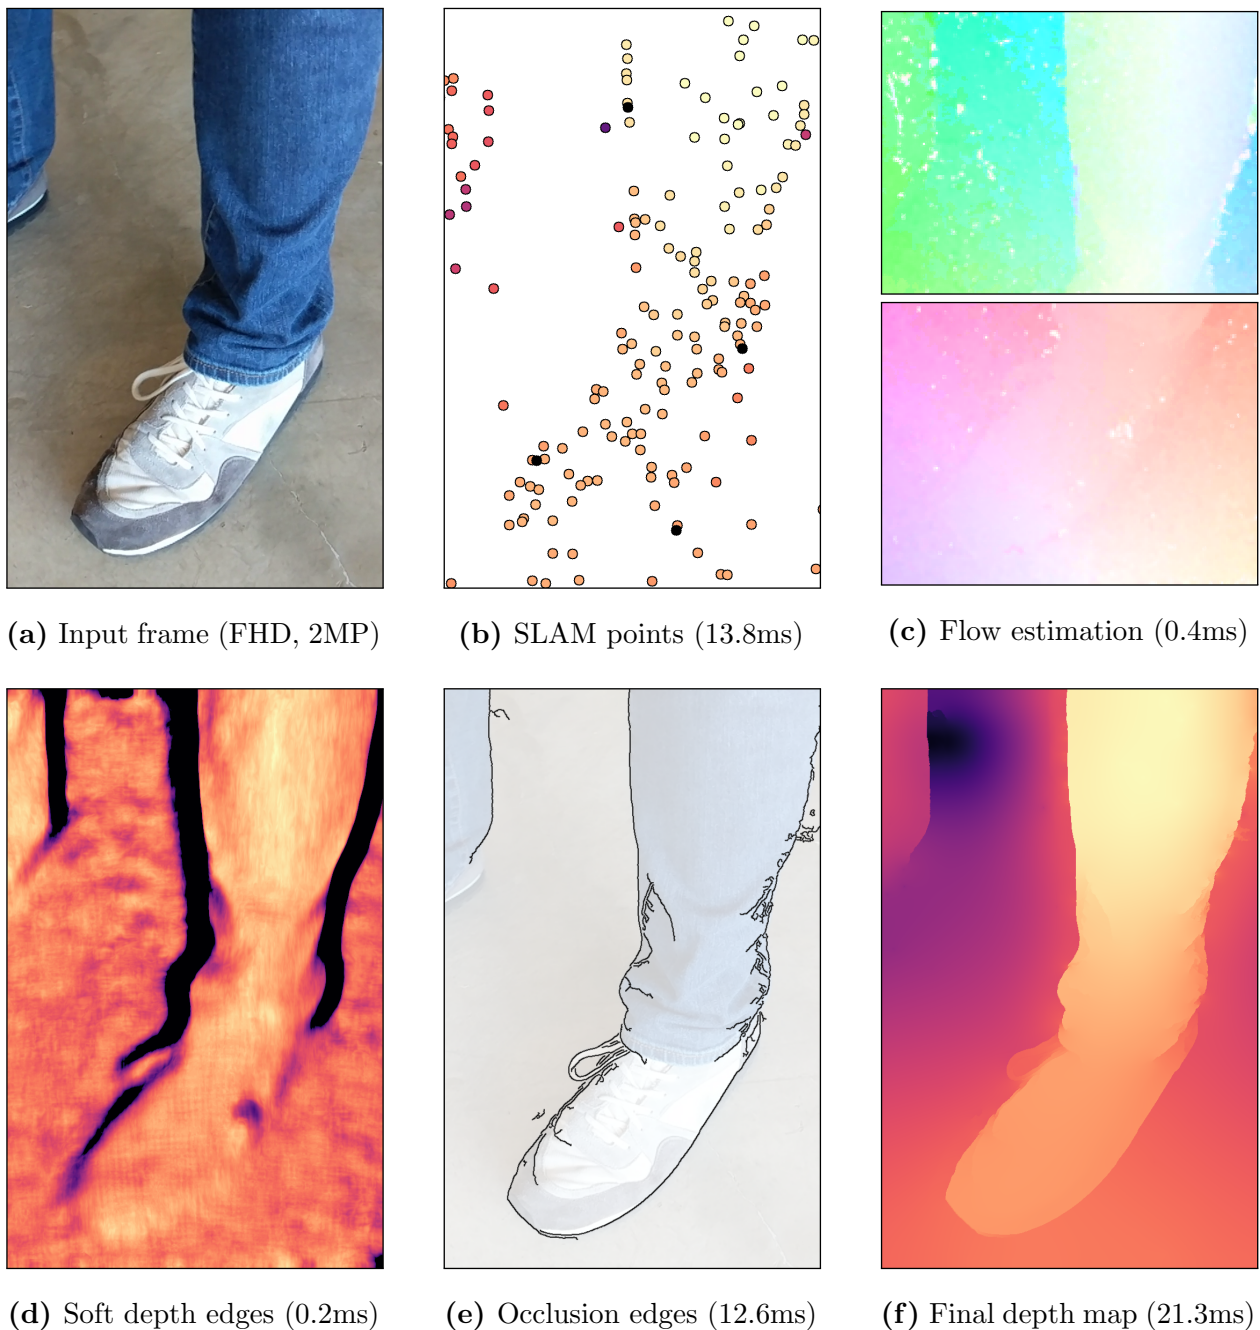 (a) Input frame (FHD, 2MP)
(b) SLAM points (13.8ms)
(c) Flow estimation (0.4ms)
(d) Soft depth edges (0.2ms)
(e) Occlusion edges (12.6ms)
(f) Final depth map (21.3ms)